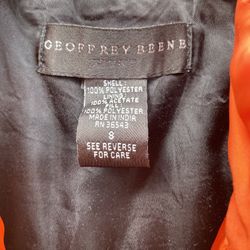 GEOFFREY BEENE
SHELL:
100% POLYESTER
LINING:
100% ACETATE
100% POLYESTER
MADE IN INDIA
RN 36543
S
SEE REVERSE
FOR CARE